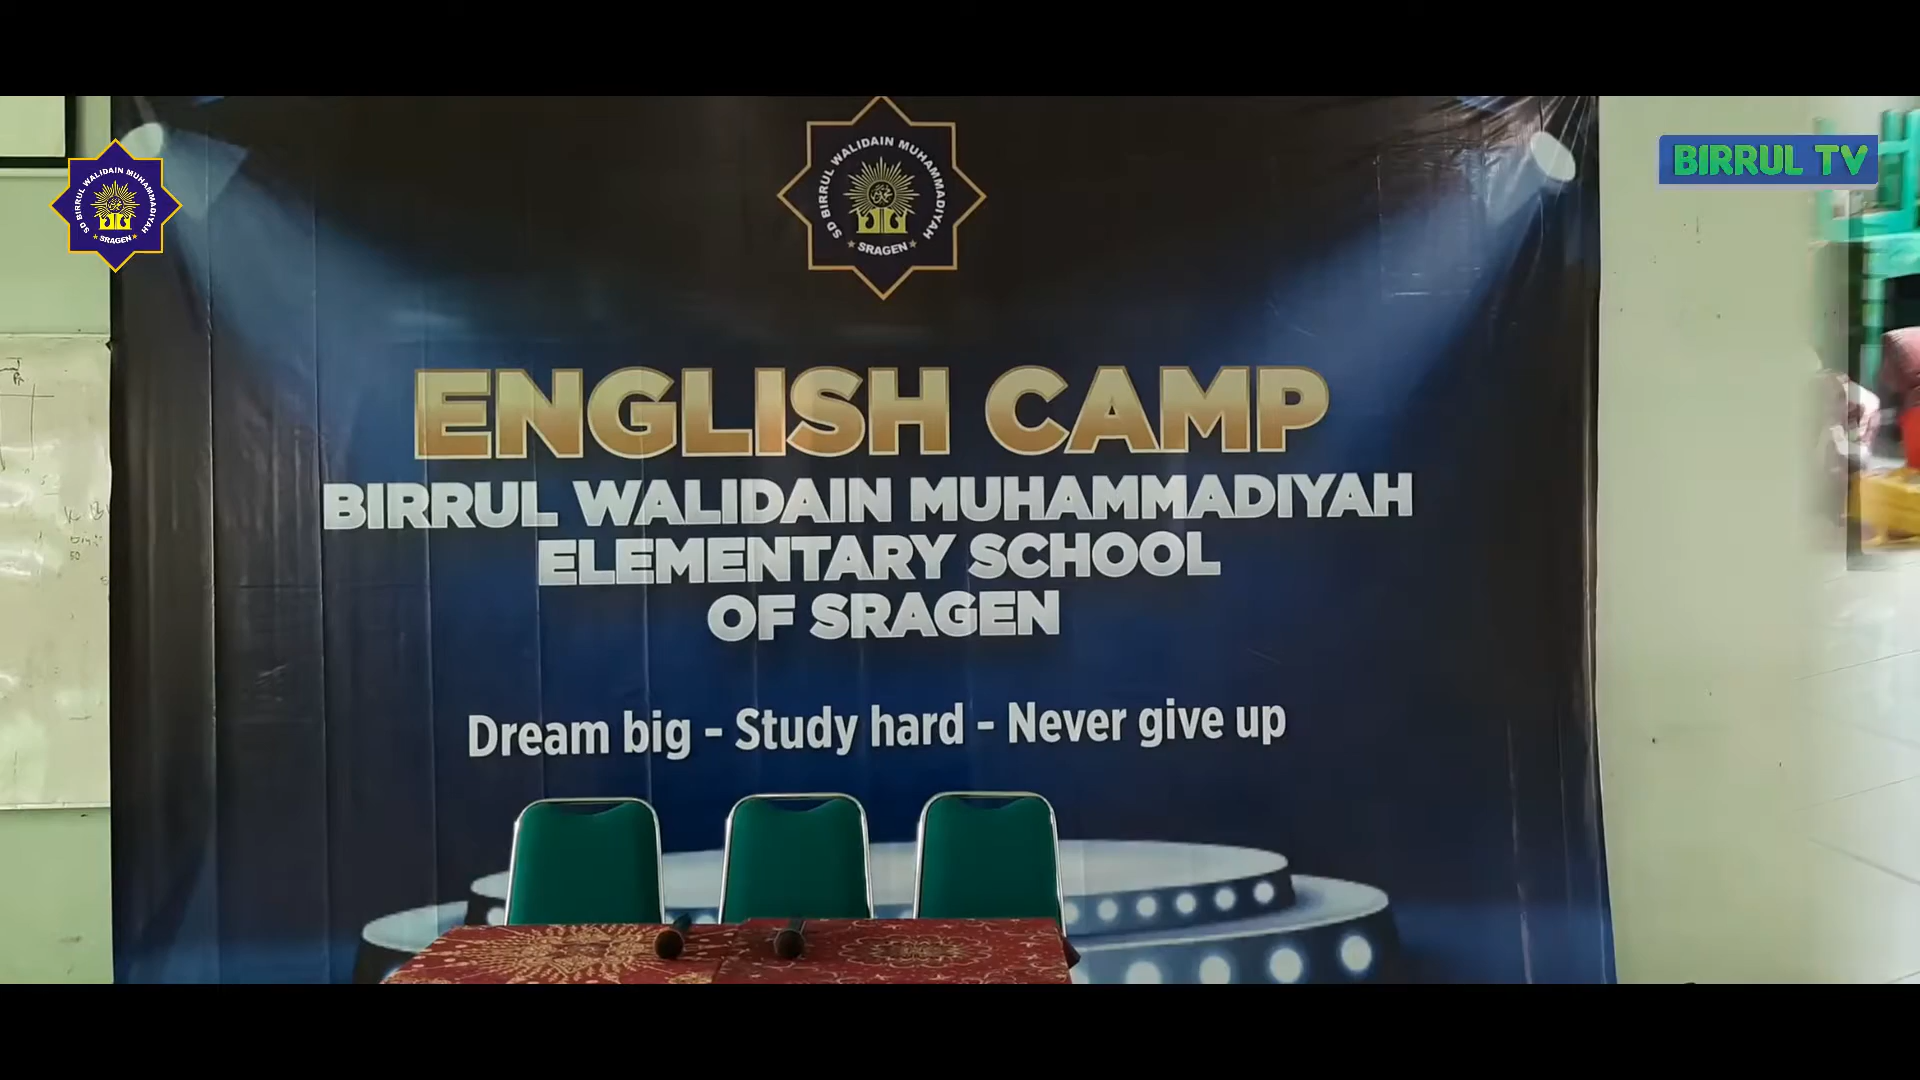 SD BIRRUL WALIDAIN MUHAMMADIYAH
SRAGEN
BIRRUL TV
SD BIRRUL WALIDAIN MUHAMMADIYAH
SRAGEN
ENGLISH CAMP
BIRRUL WALIDAIN MUHAMMADIYAH
ELEMENTARY SCHOOL
OF SRAGEN
Dream big - Study hard - Never give up